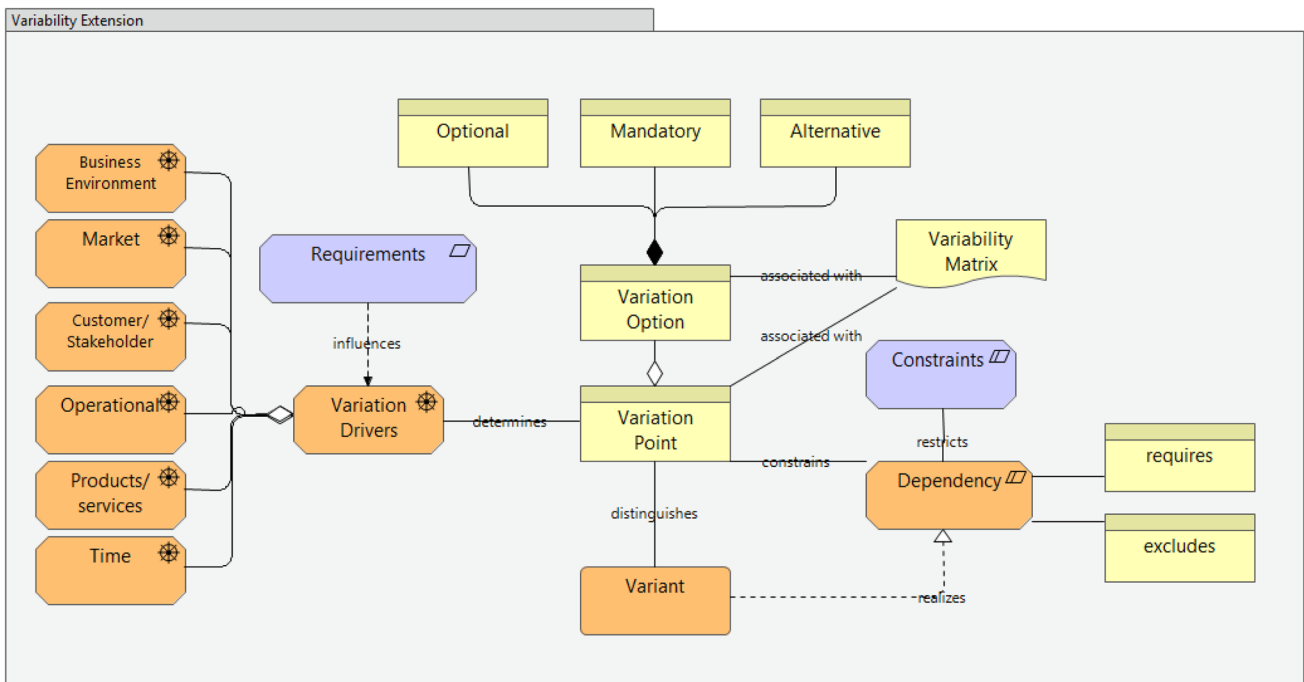 Variability Extension
Optional
Mandatory
Alternative
Business
Environment
Market
Requirements
Variability
Matrix
associated with
Variation
Option
Customer/
Stakeholder
influences
associated with
Constraints
Operational
Variation
Drivers
determines
Variation
Point
restricts
constrains
requires
Products/
services
Dependency
distinguishes
excludes
Time
Variant
realizes